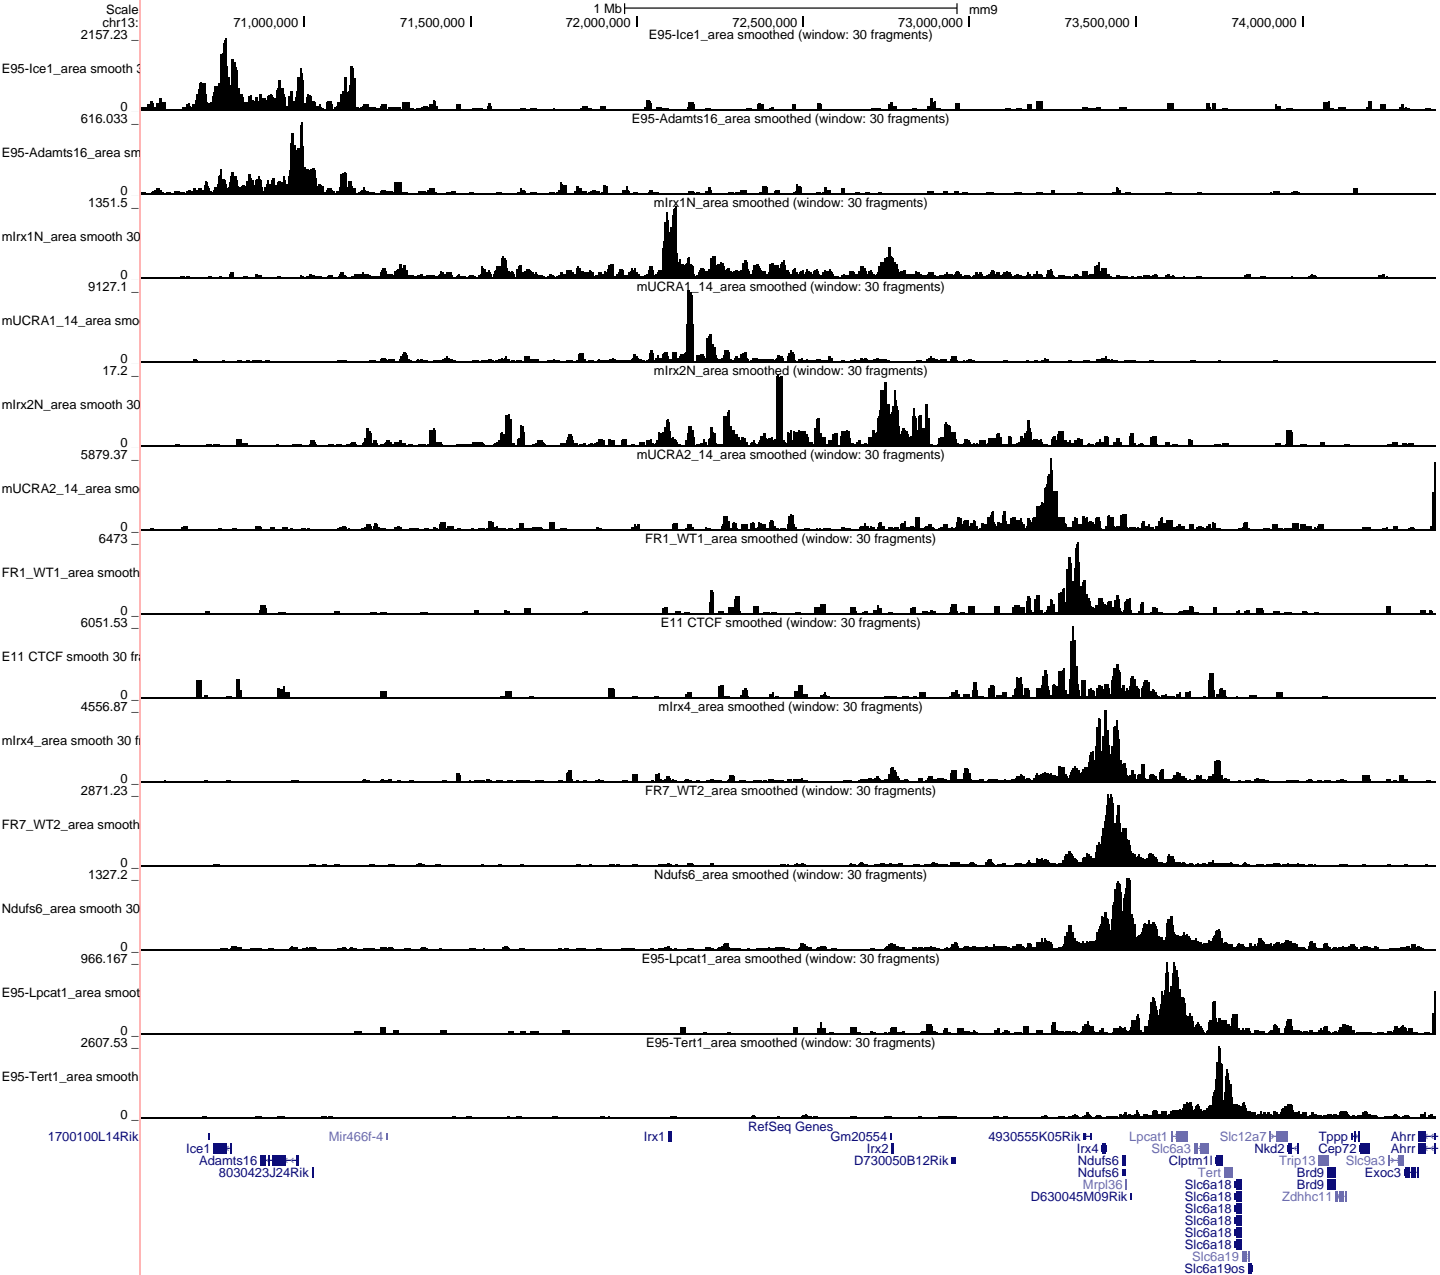 Scale 1 Mb mm9
chr13: 71,000,000 71,500,000 72,000,000 72,500,000 73,000,000 73,500,000 74,000,000
2157.23 _ E95-Ice1_area smoothed (window: 30 fragments)
E95-Ice1_area smooth 3
0 _
616.033 _ E95-Adamts16_area smoothed (window: 30 fragments)
E95-Adamts16_area sm
0 _
1351.5 _ mIrx1N_area smoothed (window: 30 fragments)
mIrx1N_area smooth 30
0 _
9127.1 _ mUCRA1_14_area smoothed (window: 30 fragments)
mUCRA1_14_area smo
0 _
17.2 _ mIrx2N_area smoothed (window: 30 fragments)
mIrx2N_area smooth 30
0 _
5879.37 _ mUCRA2_14_area smoothed (window: 30 fragments)
mUCRA2_14_area smo
0 _
6473 _ FR1_WT1_area smoothed (window: 30 fragments)
FR1_WT1_area smooth
0 _
6051.53 _ E11 CTCF smoothed (window: 30 fragments)
E11 CTCF smooth 30 fr
0 _
4556.87 _ mIrx4_area smoothed (window: 30 fragments)
mIrx4_area smooth 30 f
0 _
2871.23 _ FR7_WT2_area smoothed (window: 30 fragments)
FR7_WT2_area smooth
0 _
1327.2 _ Ndufs6_area smoothed (window: 30 fragments)
Ndufs6_area smooth 30
0 _
966.167 _ E95-Lpcat1_area smoothed (window: 30 fragments)
E95-Lpcat1_area smoot
0 _
2607.53 _ E95-Tert1_area smoothed (window: 30 fragments)
E95-Tert1_area smooth
0 _
RefSeq Genes
1700100L14Rik Mir466f-4 Irx1 Gm20554 4930555K05Rik Lpcat1 Slc12a7 Tppp Ahrr
Ice1 Irx2 Irx4 Slc6a3 Nkd2 Cep72 Ahrr
Adamts16 D730050B12Rik Ndufs6 Clptm1l Trip13 Slc9a3
8030423J24Rik Ndufs6 Tert Brd9 Exoc3
Mrpl36 Slc6a18 Brd9
D630045M09Rik Slc6a18 Zdhhc11
Slc6a18
Slc6a18
Slc6a18
Slc6a18
Slc6a19
Slc6a19os